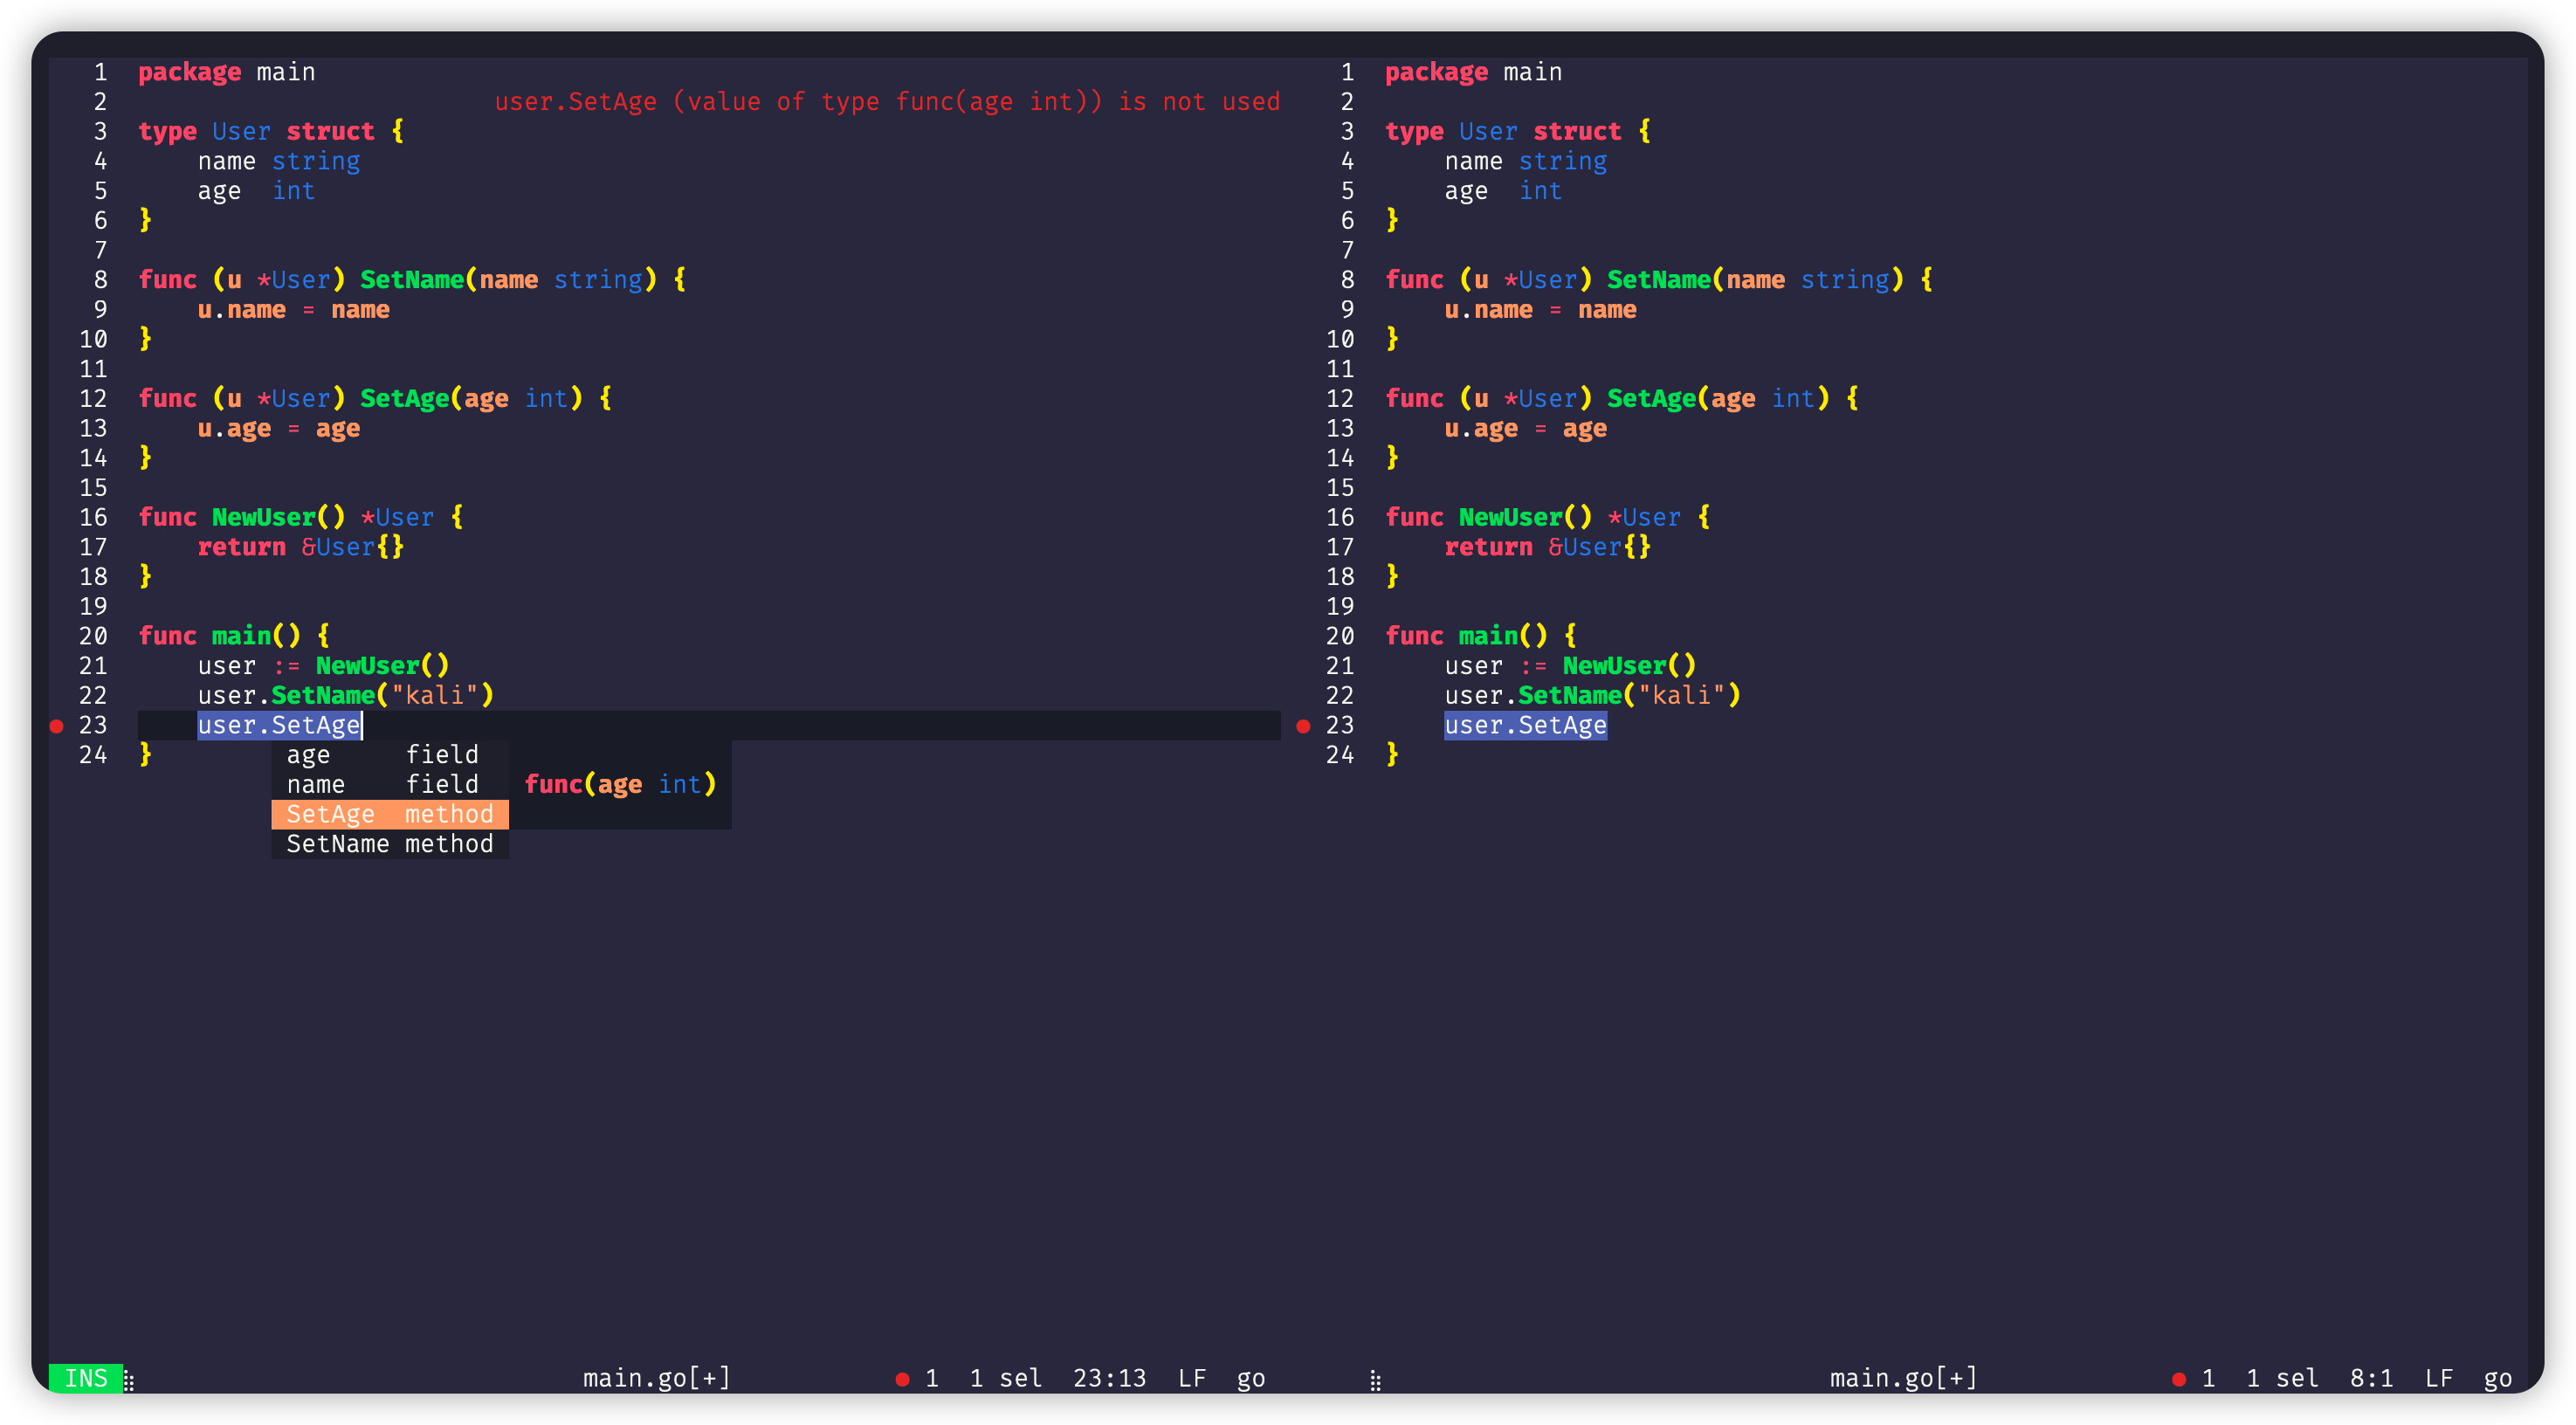 1 package main
2 user.SetAge (value of type func(age int)) is not used
3 type User struct {
4 name string
5 age  int
6 }
7
8 func (u *User) SetName(name string) {
9 u.name = name
10 }
11
12 func (u *User) SetAge(age int) {
13 u.age = age
14 }
15
16 func NewUser() *User {
17 return &User{}
18 }
19
20 func main() {
21 user := NewUser()
22 user.SetName("kali")
23 user.SetAge
24 }
age field
name field
SetAge method
SetName method
func(age int)
INS main.go[+] 1 1 sel 23:13 LF go
1 package main
2
3 type User struct {
4 name string
5 age  int
6 }
7
8 func (u *User) SetName(name string) {
9 u.name = name
10 }
11
12 func (u *User) SetAge(age int) {
13 u.age = age
14 }
15
16 func NewUser() *User {
17 return &User{}
18 }
19
20 func main() {
21 user := NewUser()
22 user.SetName("kali")
23 user.SetAge
24 }
main.go[+] 1 1 sel 8:1 LF go